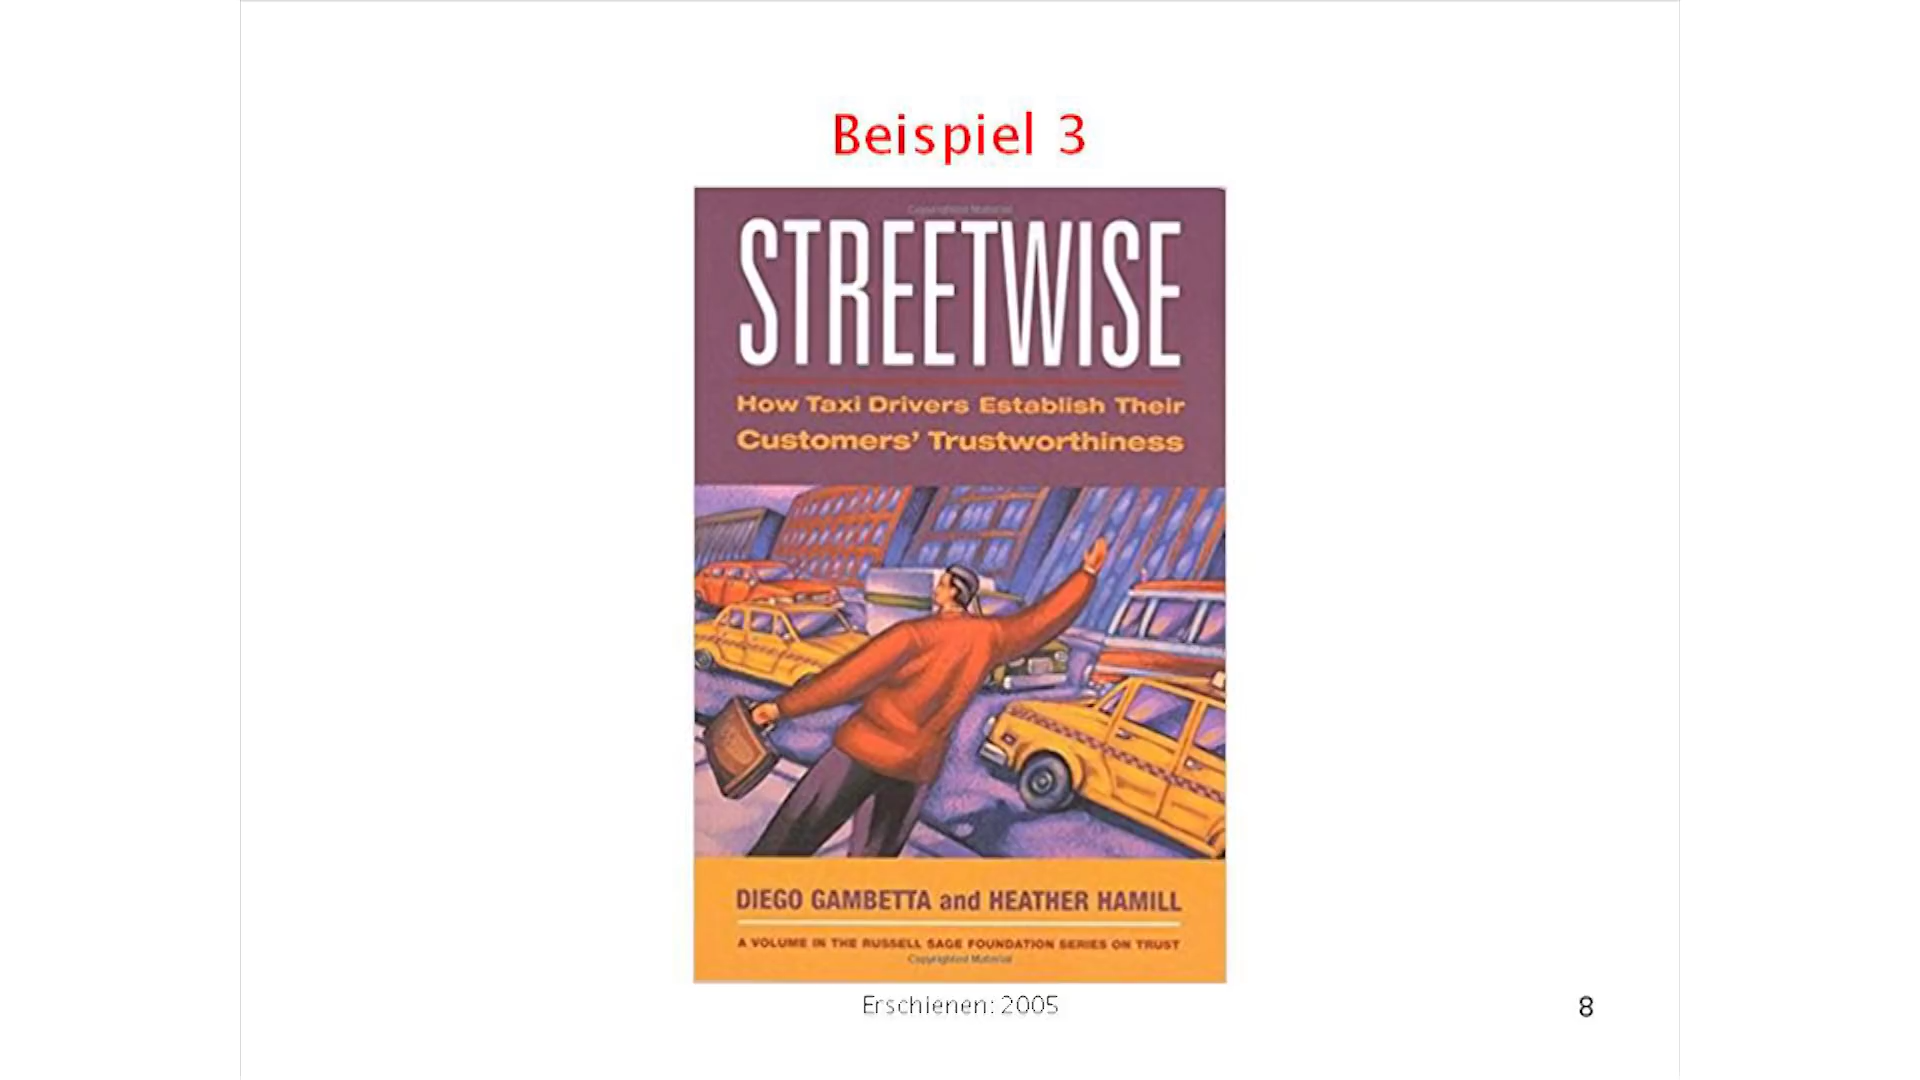 Beispiel 3
Copyrighted Material
STREETWISE
How Taxi Drivers Establish Their
Customers’ Trustworthiness
DIEGO GAMBETTA and HEATHER HAMILL
A VOLUME IN THE RUSSELL SAGE FOUNDATION SERIES ON TRUST
Copyrighted Material
Erschienen: 2005
8